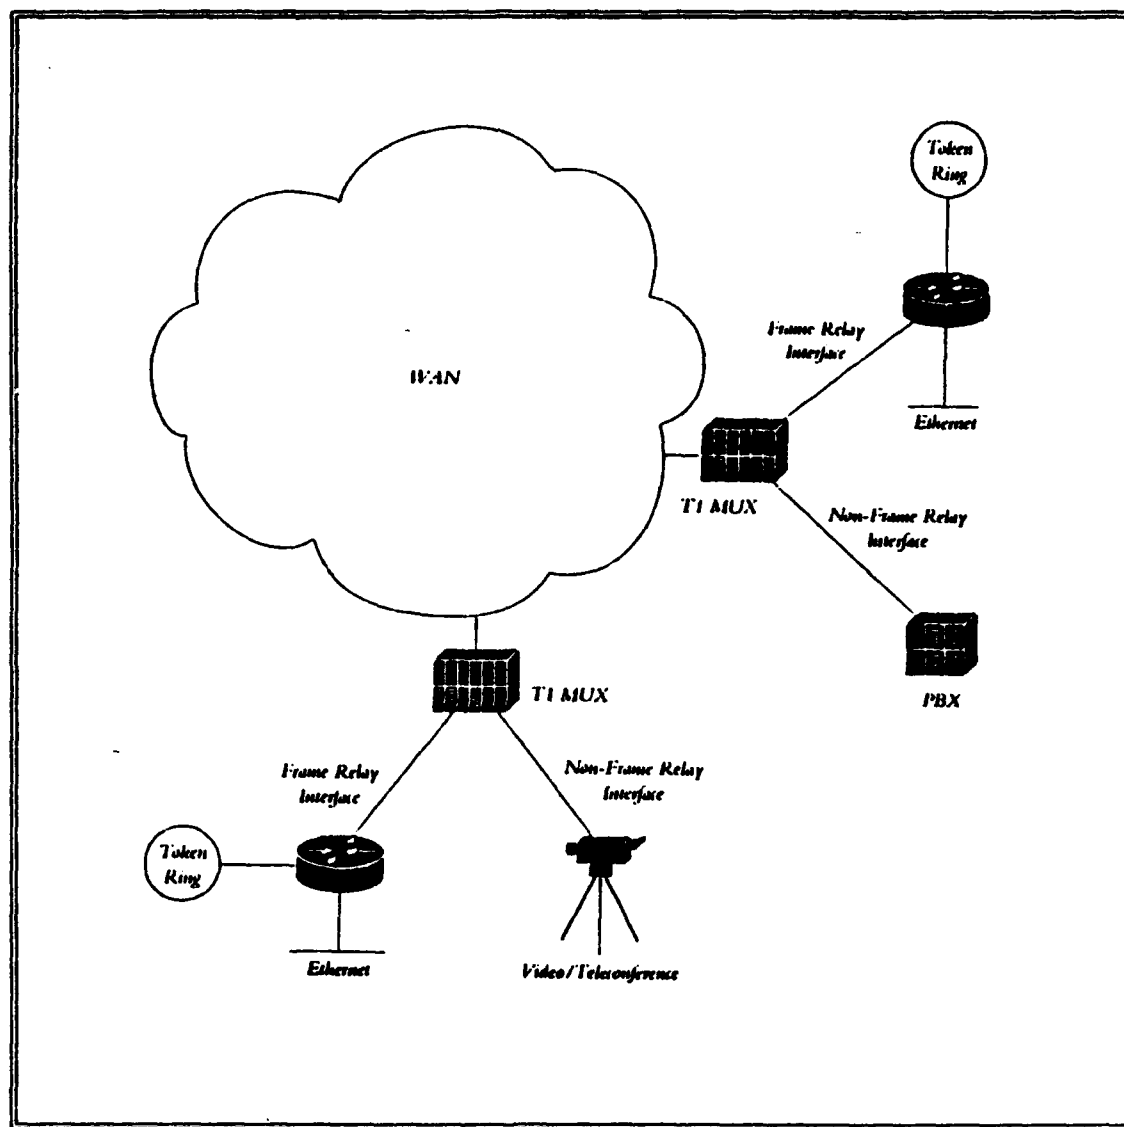 Token
Ring
Frame Relay
Interface
WAN
Ethernet
T1 MUX
Non-Frame Relay
Interface
T1 MUX
PBX
Frame Relay
Interface
Non-Frame Relay
Interface
Token
Ring
Ethernet
Video/Teleconference